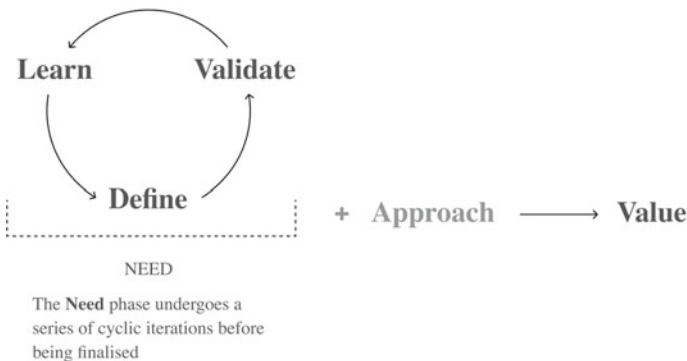 Learn Validate
Define
+ Approach Value
NEED
The Need phase undergoes a
series of cyclic iterations before
being finalised